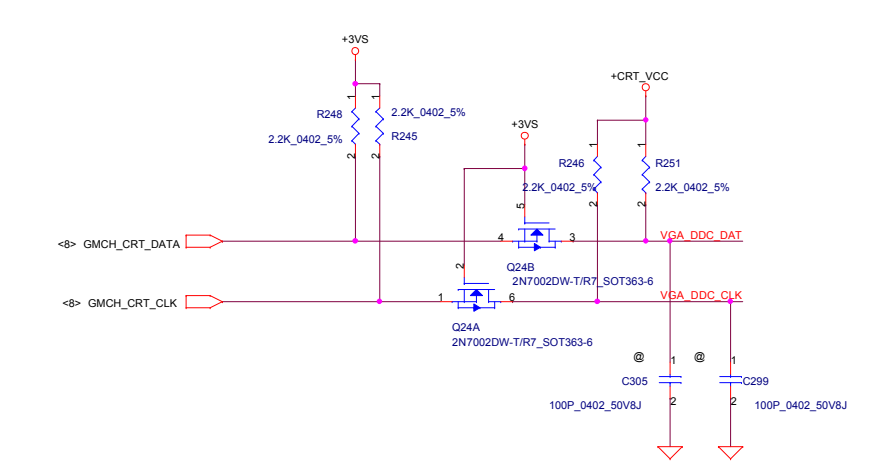 +3VS
+CRT_VCC
1
1
R248
2.2K_0402_5%
2.2K_0402_5%
R245
2
2
+3VS
1
1
R246
R251
2.2K_0402_5%
2.2K_0402_5%
2
2
5
<8> GMCH_CRT_DATA
4
3
VGA_DDC_DAT
Q24B
2N7002DW-T/R7_SOT363-6
2
<8> GMCH_CRT_CLK
1
6
VGA_DDC_CLK
Q24A
2N7002DW-T/R7_SOT363-6
@
1
@
1
C305
C299
2
2
100P_0402_50V8J
100P_0402_50V8J